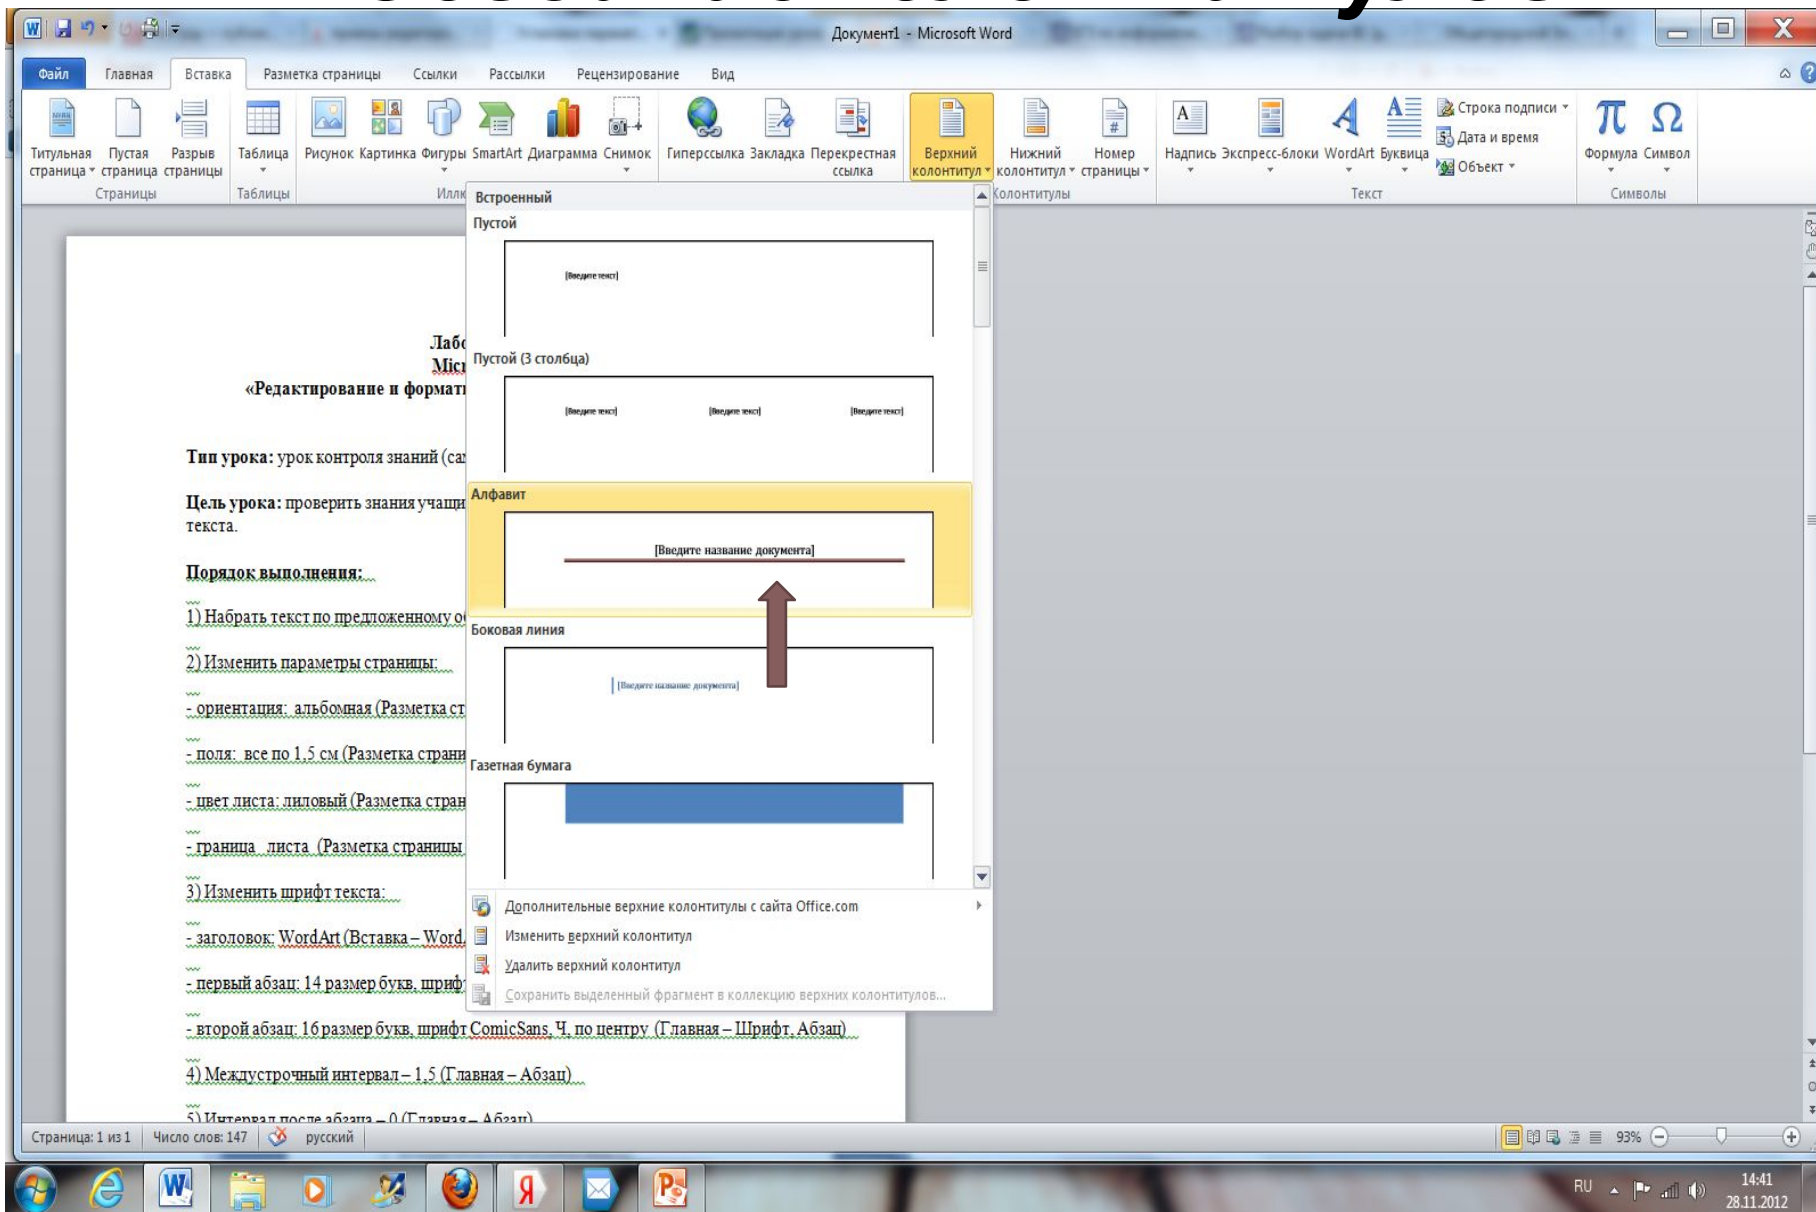 Документ1 - Microsoft Word
Файл Главная Вставка Разметка страницы Ссылки Рассылки Рецензирование Вид
Титульная страница Пустая страница Разрыв страницы Таблица Рисунок Картинка Фигуры SmartArt Диаграмма Снимок Гиперссылка Закладка Перекрестная ссылка Верхний колонтитул Нижний колонтитул Номер страницы Надпись Экспресс-блоки WordArt Буквица Формула Символ
Строка подписи
Дата и время
Объект
Страницы Таблицы Колонтитулы Текст Символы
Встроенный
Пустой
[Введите текст]
Пустой (3 столбца)
[Введите текст] [Введите текст] [Введите текст]
Алфавит
[Введите название документа]
Боковая линия
[Введите название документа]
Газетная бумага
Дополнительные верхние колонтитулы с сайта Office.com
Изменить верхний колонтитул
Удалить верхний колонтитул
Сохранить выделенный фрагмент в коллекцию верхних колонтитулов...
«Редактирование и
Тип урока: урок контроля знаний
Цель урока: проверить знания
текста.
Порядок выполнения:
1) Набрать текст по предложенному
2) Изменить параметры страницы:
- ориентация: альбомная (Разметка
- поля: все по 1,5 см (Разметка
- цвет листа: лиловый (Разметка
- граница листа (Разметка страницы
3) Изменить шрифт текста:
- заголовок: WordArt (Вставка –
- первый абзац: 14 размер букв,
- второй абзац: 16 размер букв, шрифт ComicSans, Ч, по центру (Главная – Шрифт, Абзац)
4) Междустрочный интервал – 1,5 (Главная – Абзац)
5) Интервал после абзаца – 0 (Главная – Абзац)
Страница: 1 из 1 Число слов: 147 русский 93%
RU 14:41
28.11.2012